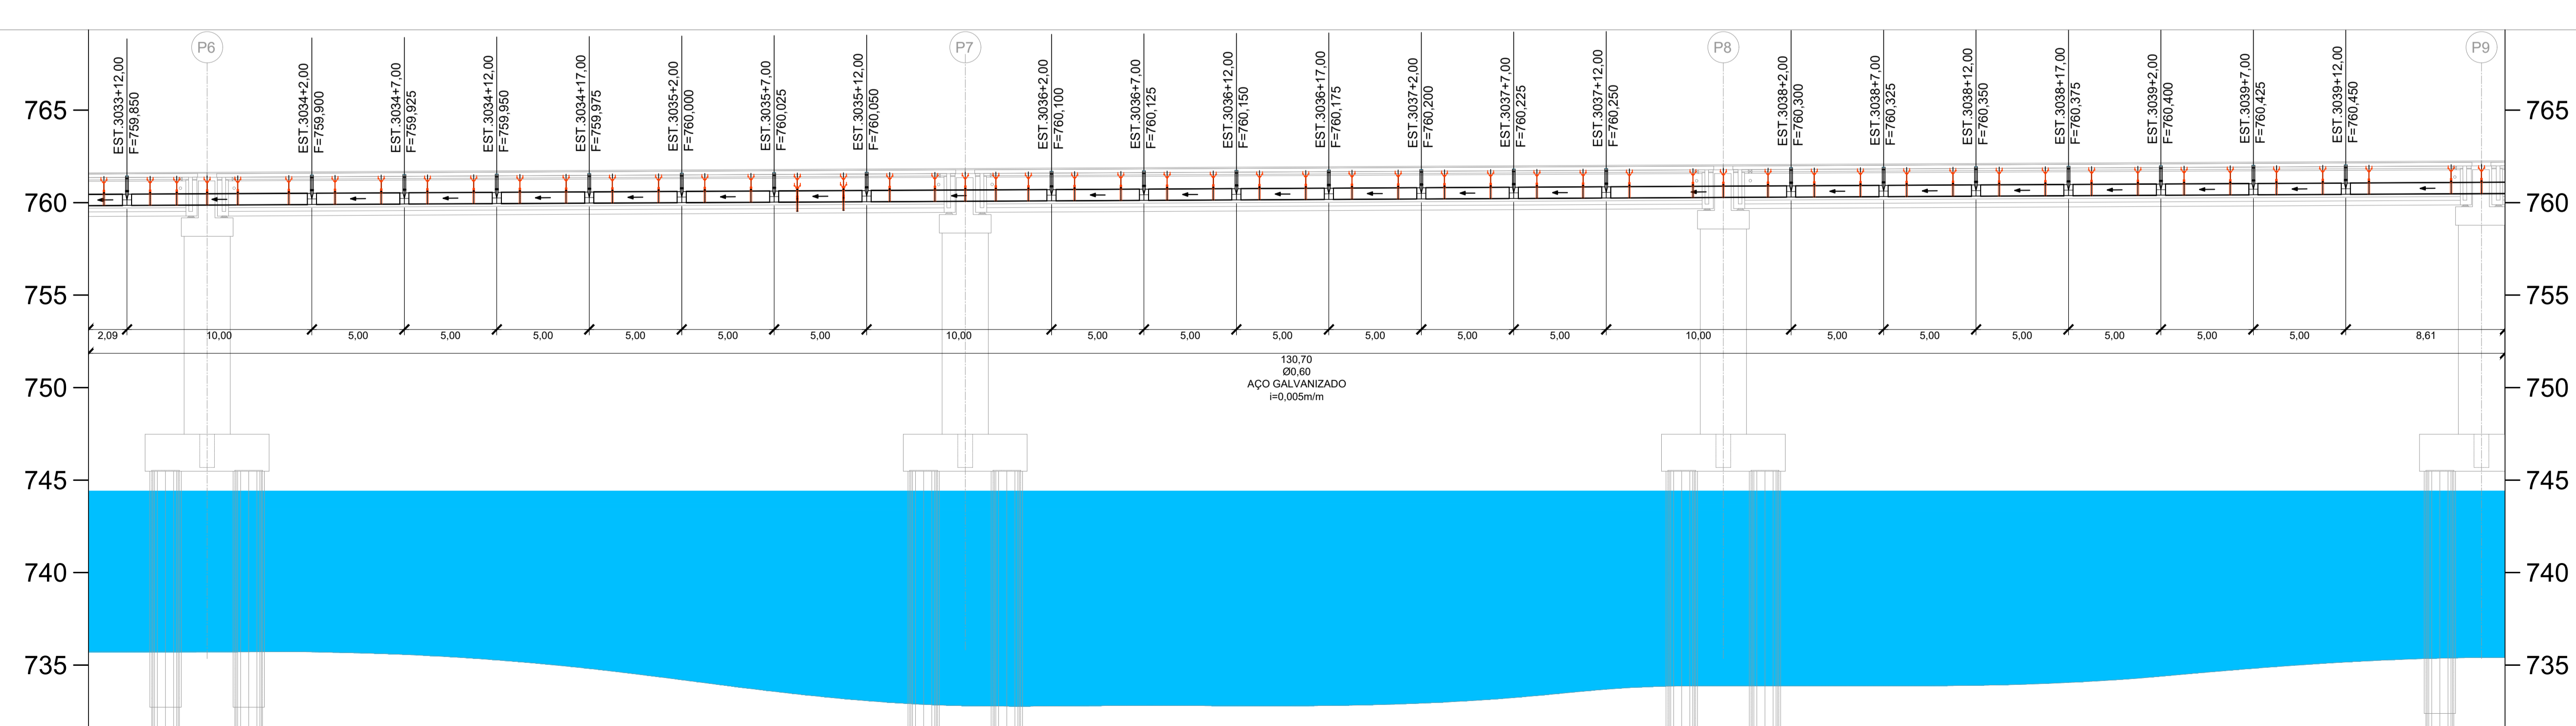 P6
P7
P8
P9
EST.3033+12,00
F=759,850
EST.3034+2,00
F=759,900
EST.3034+7,00
F=759,925
EST.3034+12,00
F=759,950
EST.3034+17,00
F=759,975
EST.3035+2,00
F=760,000
EST.3035+7,00
F=760,025
EST.3035+12,00
F=760,050
EST.3036+2,00
F=760,100
EST.3036+7,00
F=760,125
EST.3036+12,00
F=760,150
EST.3036+17,00
F=760,175
EST.3037+2,00
F=760,200
EST.3037+7,00
F=760,225
EST.3037+12,00
F=760,250
EST.3038+2,00
F=760,300
EST.3038+7,00
F=760,325
EST.3038+12,00
F=760,350
EST.3038+17,00
F=760,375
EST.3039+2,00
F=760,400
EST.3039+7,00
F=760,425
EST.3039+12,00
F=760,450
765 765
760 760
755 755
2,09 10,00 5,00 5,00 5,00 5,00 5,00 5,00 10,00 5,00 5,00 5,00 5,00 5,00 5,00 10,00 5,00 5,00 5,00 5,00 5,00 5,00 8,61
130,70
Ø0,60
AÇO GALVANIZADO
i=0,005m/m
750 750
745 745
740 740
735 735